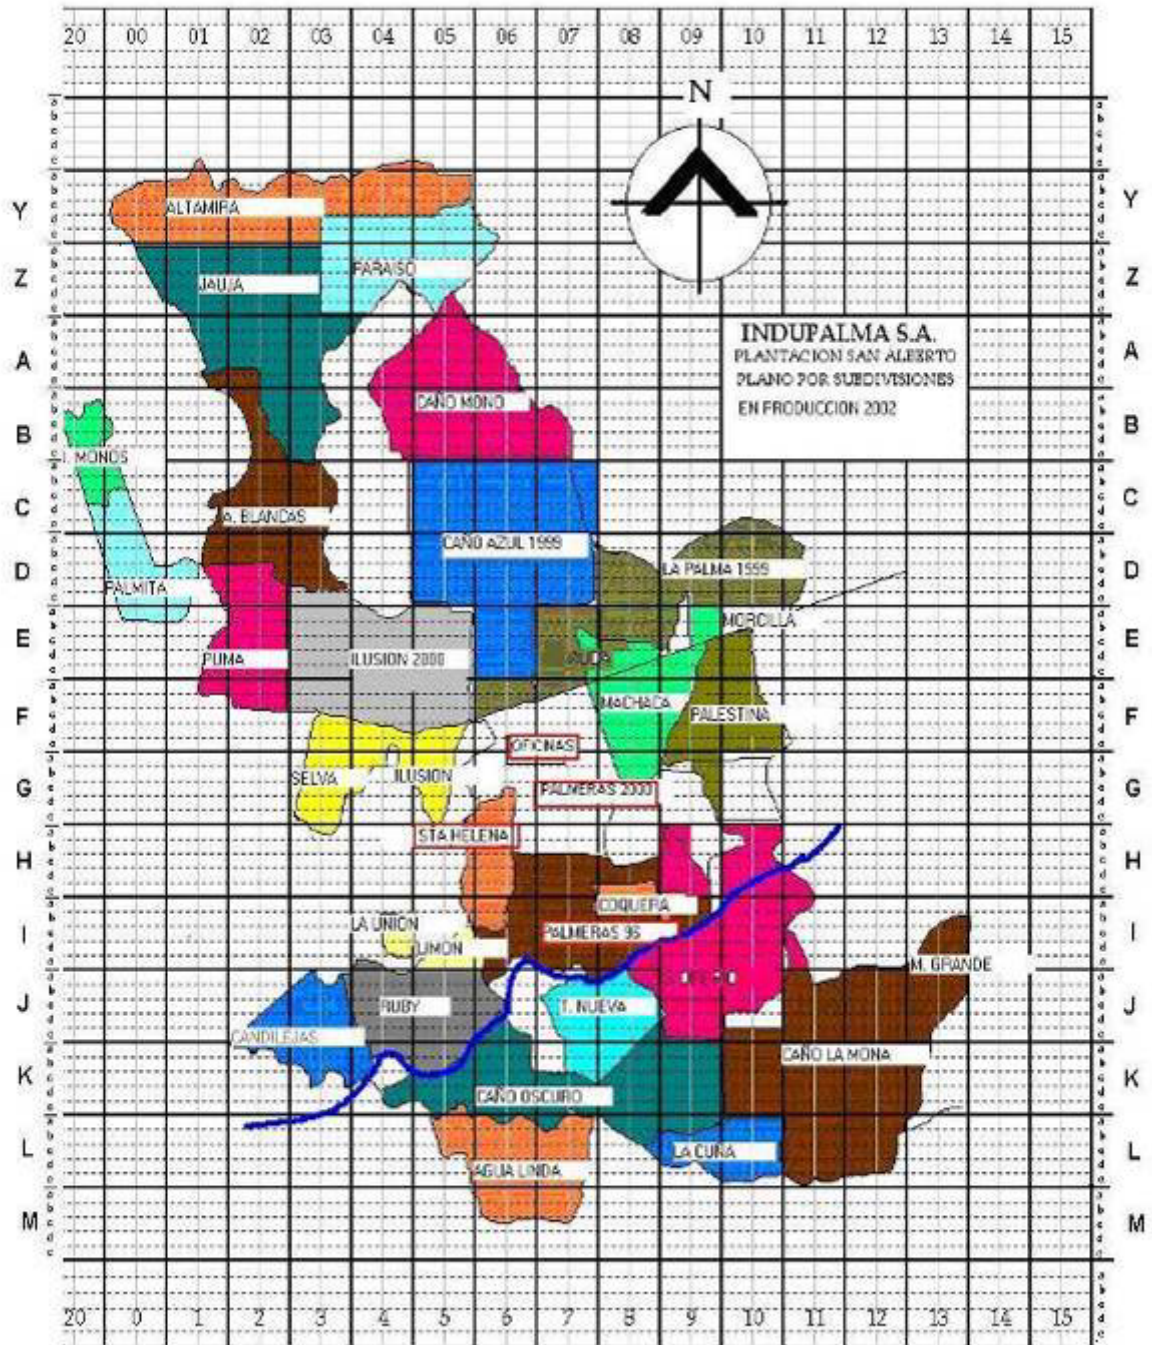 20 00 01 02 03 04 05 06 07 08 09 10 11 12 13 14 15
N
Y ALTAMIRA Y
Z JAUJA PARAISO Z
INDUPALMA S.A.
PLANTACION SAN ALBERTO
PLANO POR SUBDIVISIONES
EN PRODUCCION 2002
A A
B CAÑO MONO B
MONOS
C A. BLANCAS C
CAÑO AZUL 1999
D LA PALMA 1999 D
PALMITA
MORCILLA
E PUMA ILUSION 2000 E
MACHACA
F PALESTINA F
OFICINAS
SELVA ILUSION
G PALMERAS 2000 G
STA HELENA
H H
COQUERA
LA UNION
I LIMON PALMERAS 96 I
M. GRANDE
J RUBY T. NUEVA J
CANDILEJAS
CAÑO LA MONA
K CAÑO OSCURO K
L LA CUÑA L
AGUA LINDA
M M
20 0 1 2 3 4 5 6 7 8 9 10 11 12 13 14 15